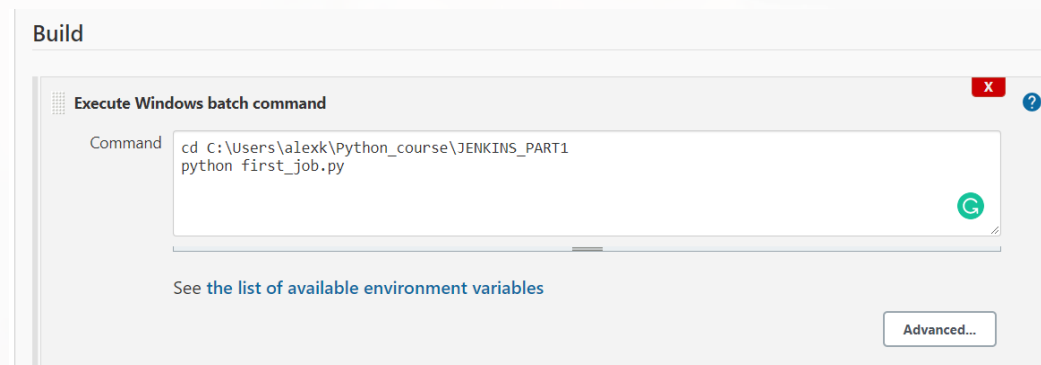 Build
X
Execute Windows batch command
?
Command
cd C:\Users\alexk\Python_course\JENKINS_PART1
python first_job.py
G
See the list of available environment variables
Advanced...